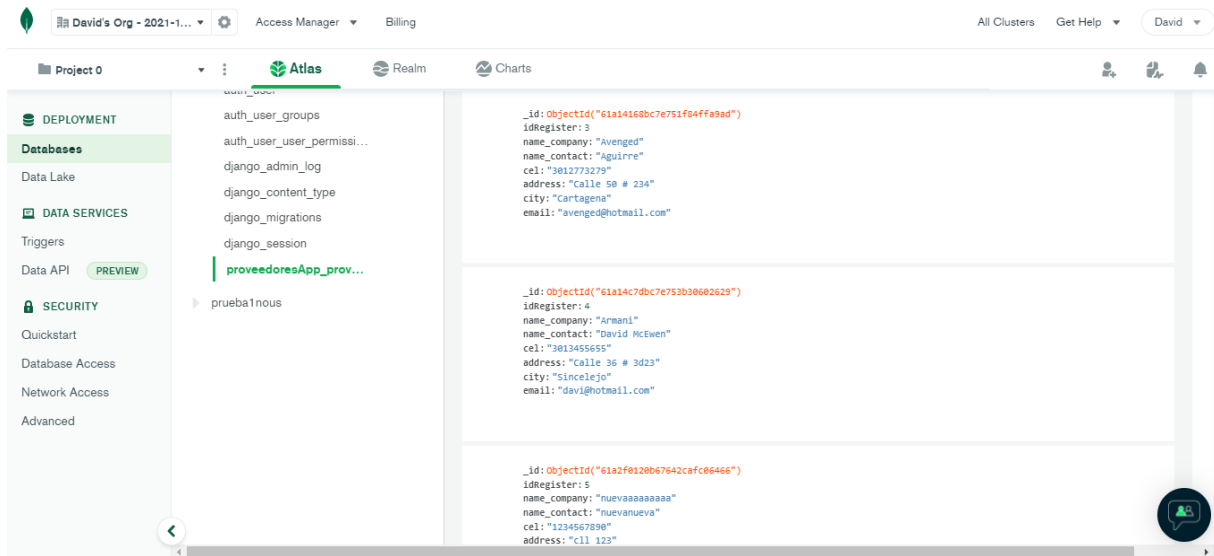 David's Org - 2021-1...
Access Manager
Billing
All Clusters
Get Help
David
Project 0
Atlas
Realm
Charts
DEPLOYMENT
Databases
Data Lake
DATA SERVICES
Triggers
Data API PREVIEW
SECURITY
Quickstart
Database Access
Network Access
Advanced
auth_user
auth_user_groups
auth_user_user_permissi...
django_admin_log
django_content_type
django_migrations
django_session
proveedoresApp_prov...
prueba1nous
_id: ObjectId("61a14168bc7e751f84ffa9ad")
idRegister: 3
name_company: "Avenged"
name_contact: "Aguirre"
cel: "3012773279"
address: "Calle 50 # 234"
city: "Cartagena"
email: "avenged@hotmail.com"
_id: ObjectId("61a14c7dbc7e753b30602629")
idRegister: 4
name_company: "Armani"
name_contact: "David McEwen"
cel: "3013455655"
address: "Calle 36 # 3d23"
city: "Sincelejo"
email: "davi@hotmail.com"
_id: ObjectId("61a2f0120b67642cafc06466")
idRegister: 5
name_company: "nuevaaaaaaaaa"
name_contact: "nuevanueva"
cel: "1234567890"
address: "cll 123"